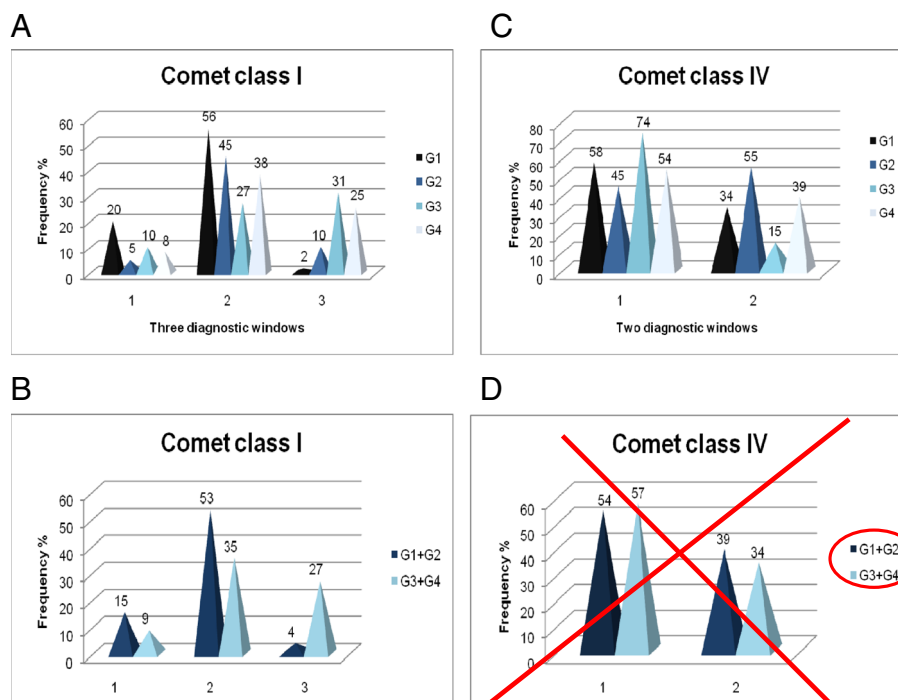 A
Comet class I
Frequency %
60
50
40
30
20
10
0
20
5
10
8
56
45
27
38
2
10
31
25
1 2 3
Three diagnostic windows
G1
G2
G3
G4
C
Comet class IV
Frequency %
80
70
60
50
40
30
20
10
0
58
45
74
54
34
55
15
39
1 2
Two diagnostic windows
G1
G2
G3
G4
B
Comet class I
Frequency %
60
50
40
30
20
10
0
15
9
53
35
4
27
1 2 3
G1+G2
G3+G4
D
Comet class IV
Frequency %
60
50
40
30
20
10
0
54
57
39
34
1 2
G1+G2
G3+G4